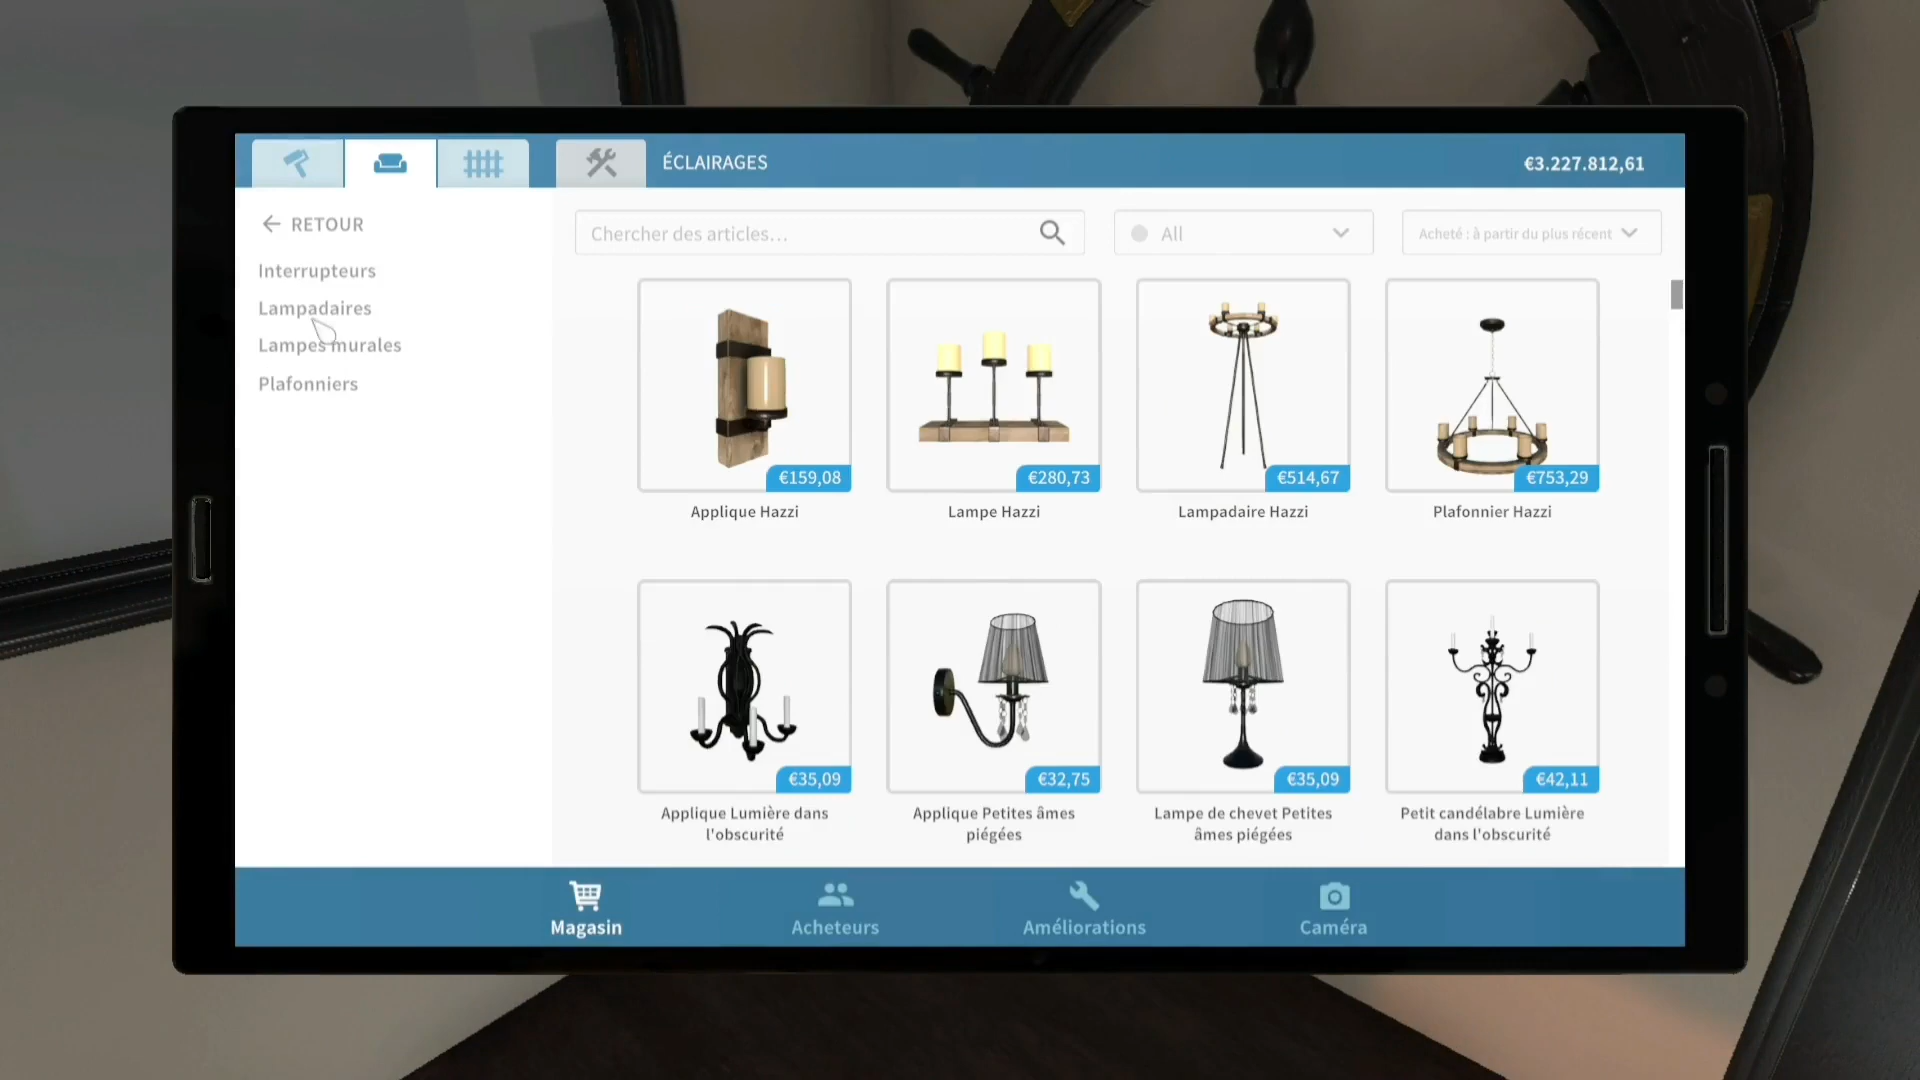 ÉCLAIRAGES
€3.227.812,61
RETOUR
Interrupteurs
Lampadaires
Lampes murales
Plafonniers
Chercher des articles...
All
Acheté : à partir du plus récent
€159,08
€280,73
€514,67
€753,29
Applique Hazzi
Lampe Hazzi
Lampadaire Hazzi
Plafonnier Hazzi
€35,09
€32,75
€35,09
€42,11
Applique Lumière dans
l'obscurité
Applique Petites âmes
piégées
Lampe de chevet Petites
âmes piégées
Petit candélabre Lumière
dans l'obscurité
Magasin
Acheteurs
Améliorations
Caméra